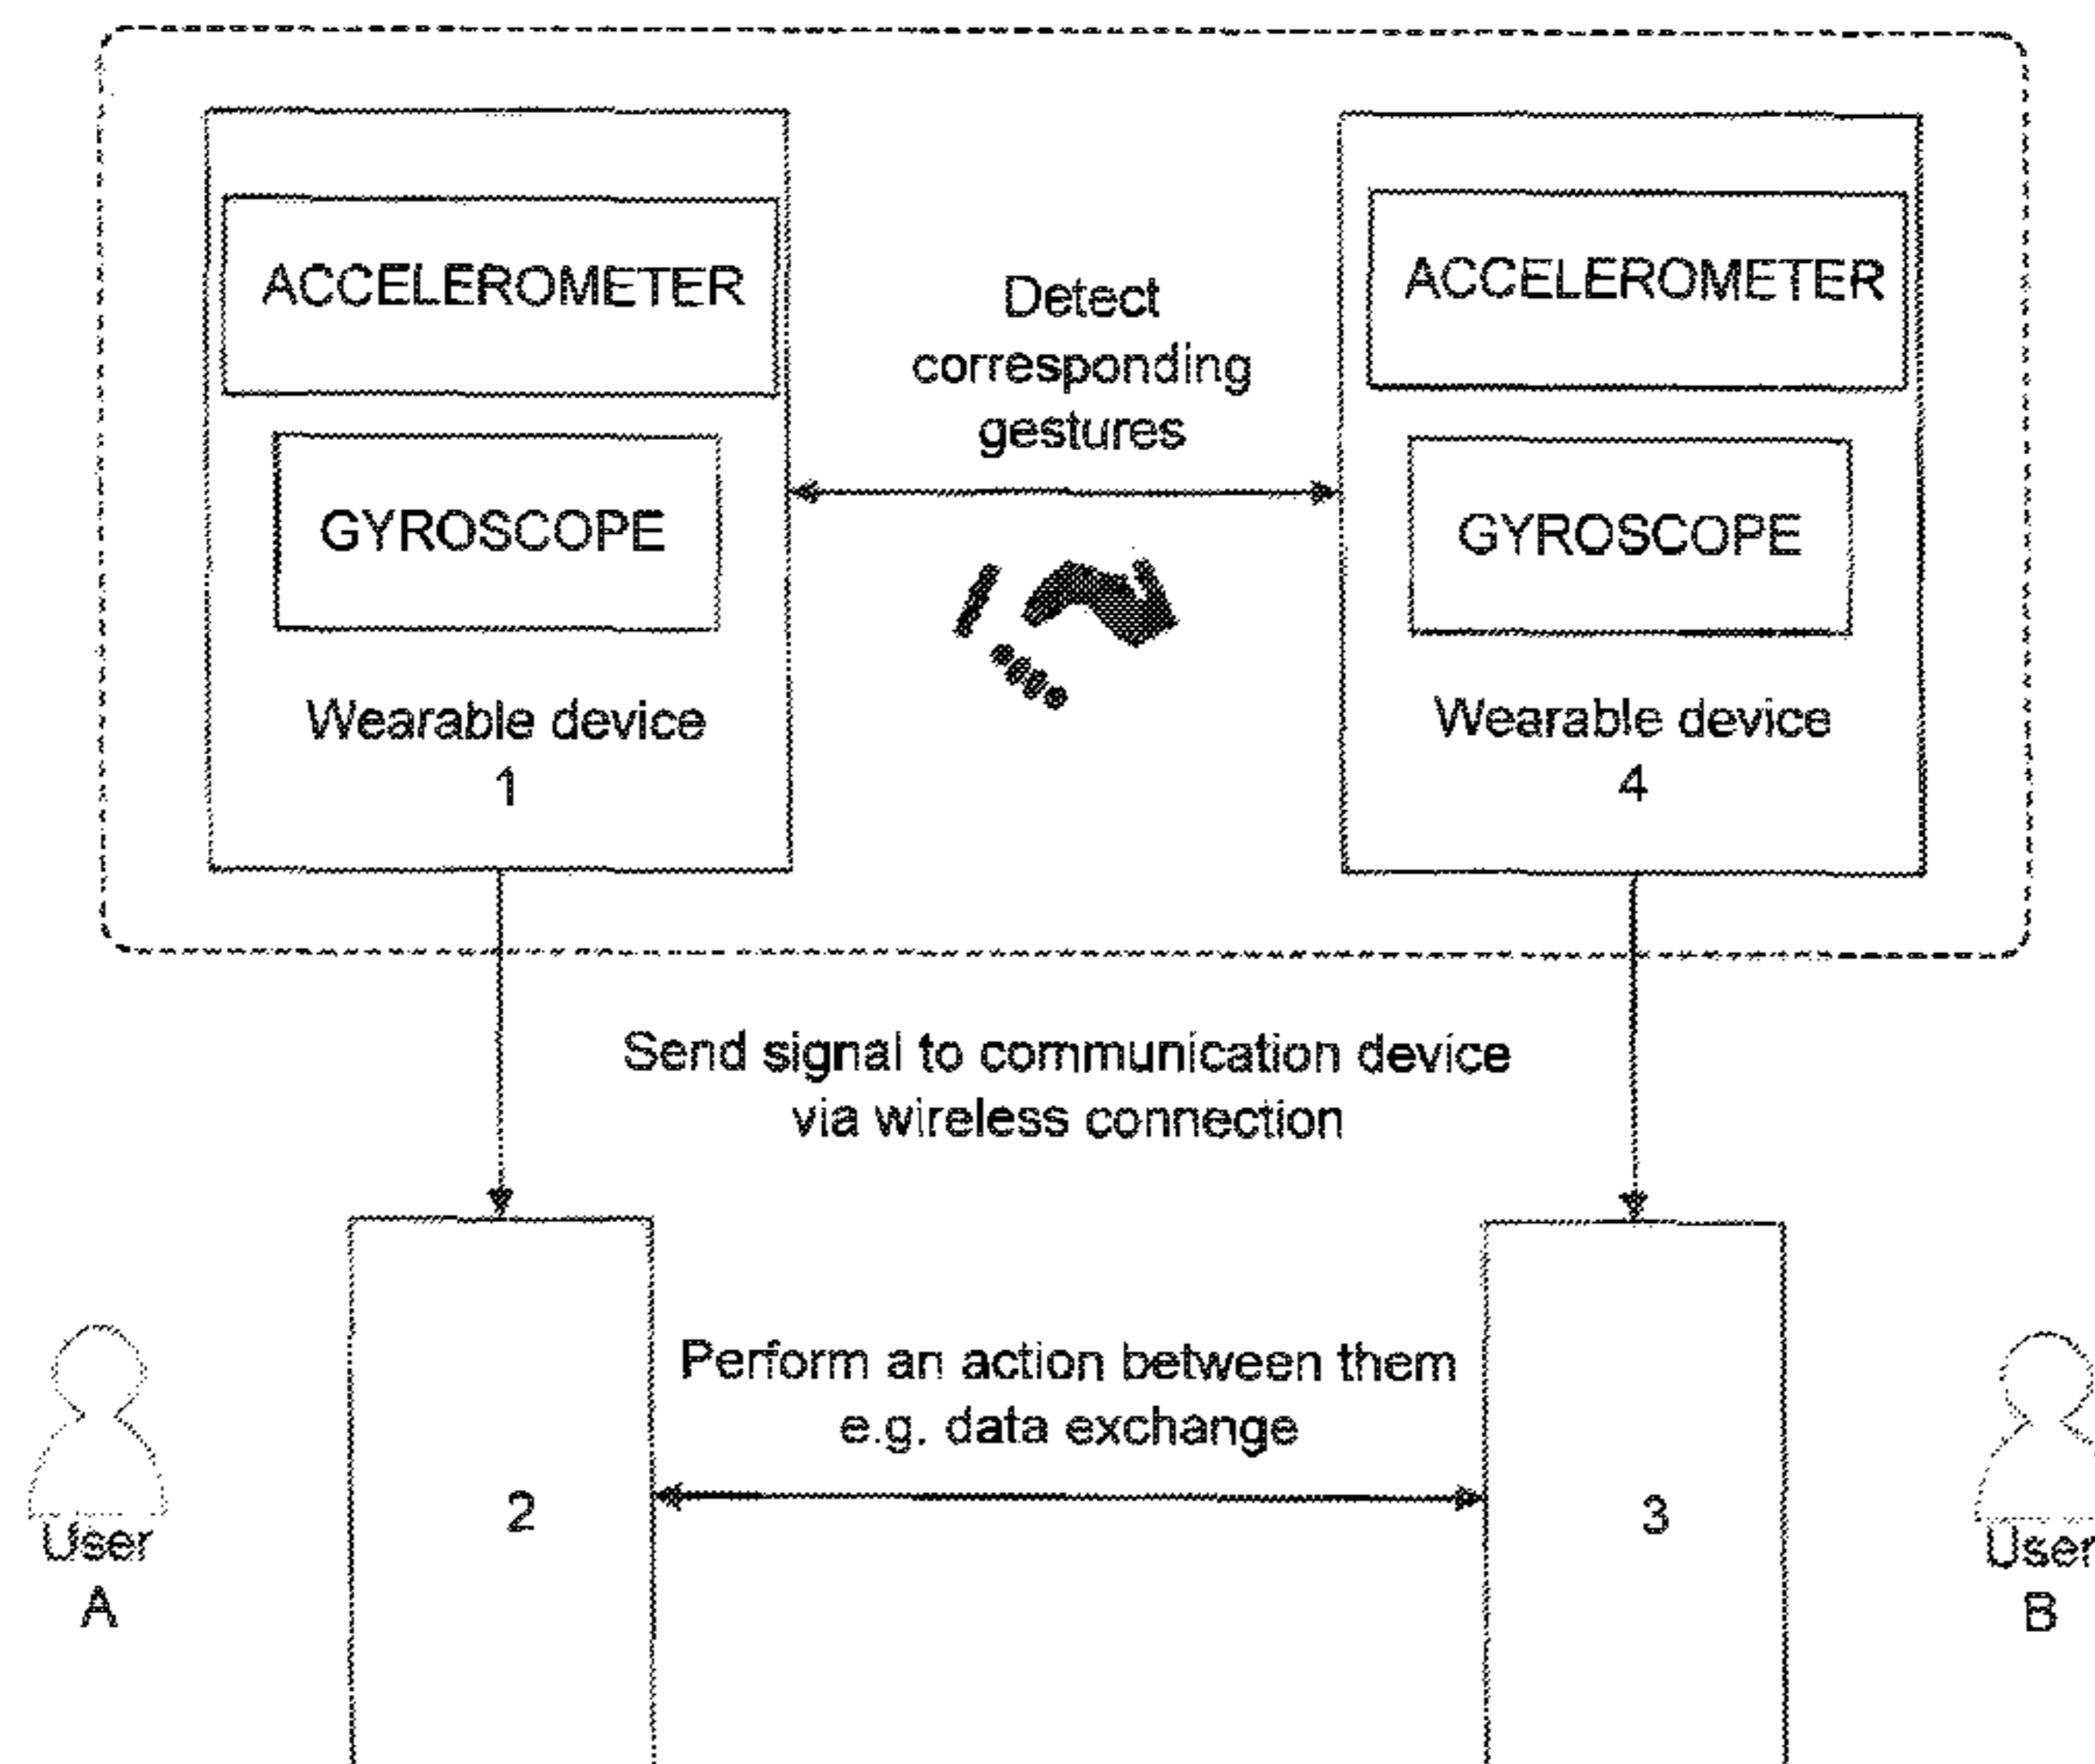 ACCELEROMETER
GYROSCOPE
Wearable device
1
Detect
corresponding
gestures
ACCELEROMETER
GYROSCOPE
Wearable device
4
Send signal to communication device
via wireless connection
User
A
2
Perform an action between them
e.g. data exchange
3
User
B